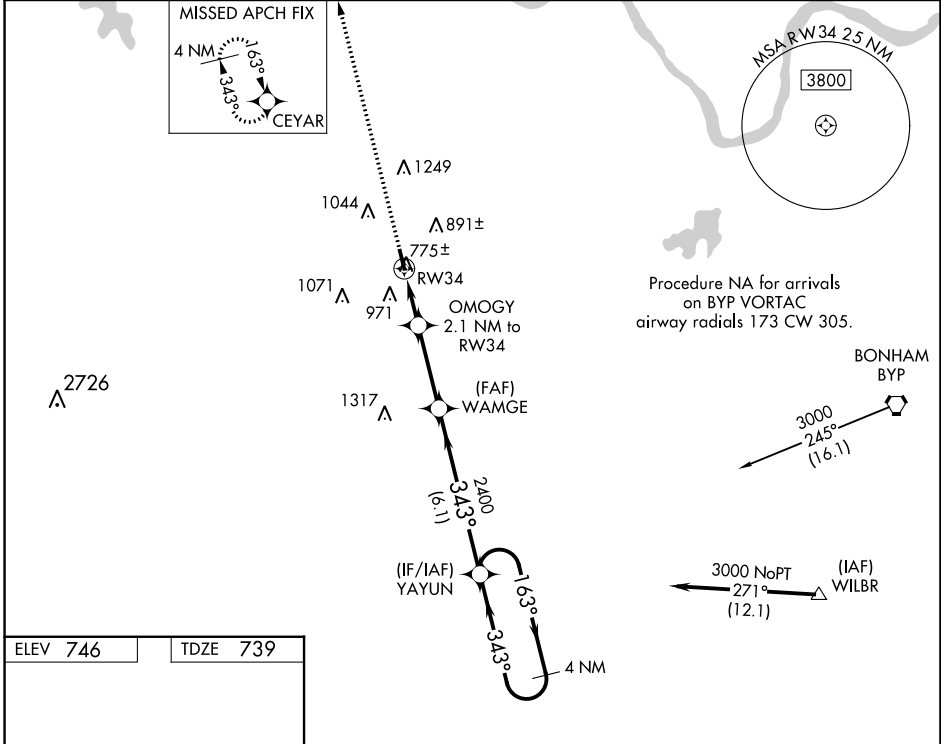 MISSED APCH FIX
4 NM
163°
343°
CEYAR
MSA RW34 25 NM
3800
1249
1044
891±
775±
RW34
1071
971
OMOGY
2.1 NM to
RW34
Procedure NA for arrivals
on BYP VORTAC
airway radials 173 CW 305.
BONHAM
BYP
2726
1317
(FAF)
WAMGE
3000
245°
(16.1)
2400
343°
(6.1)
(IF/IAF)
YAYUN
163°
343°
4 NM
3000 NoPT
271°
(12.1)
(IAF)
WILBR
ELEV 746
TDZE 739